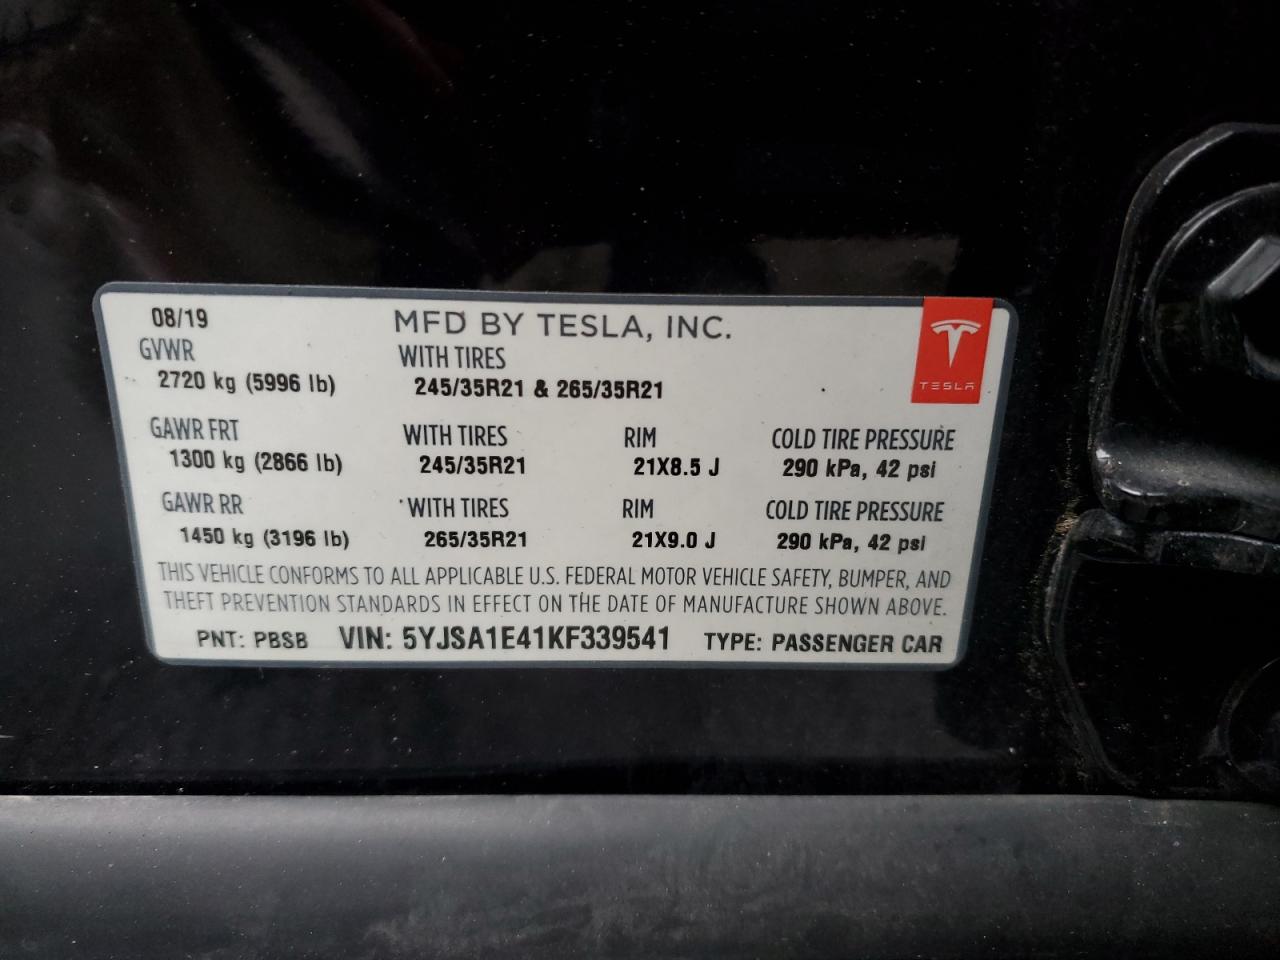 08/19 MFD BY TESLA, INC.
GVWR WITH TIRES
2720 kg (5996 lb) 245/35R21 & 265/35R21
TESLA
GAWR FRT WITH TIRES RIM COLD TIRE PRESSURE
1300 kg (2866 lb) 245/35R21 21X8.5 J 290 kPa, 42 psi
GAWR RR WITH TIRES RIM COLD TIRE PRESSURE
1450 kg (3196 lb) 265/35R21 21X9.0 J 290 kPa, 42 psi
THIS VEHICLE CONFORMS TO ALL APPLICABLE U.S. FEDERAL MOTOR VEHICLE SAFETY, BUMPER, AND
THEFT PREVENTION STANDARDS IN EFFECT ON THE DATE OF MANUFACTURE SHOWN ABOVE.
PNT: PBSB VIN: 5YJSA1E41KF339541 TYPE: PASSENGER CAR